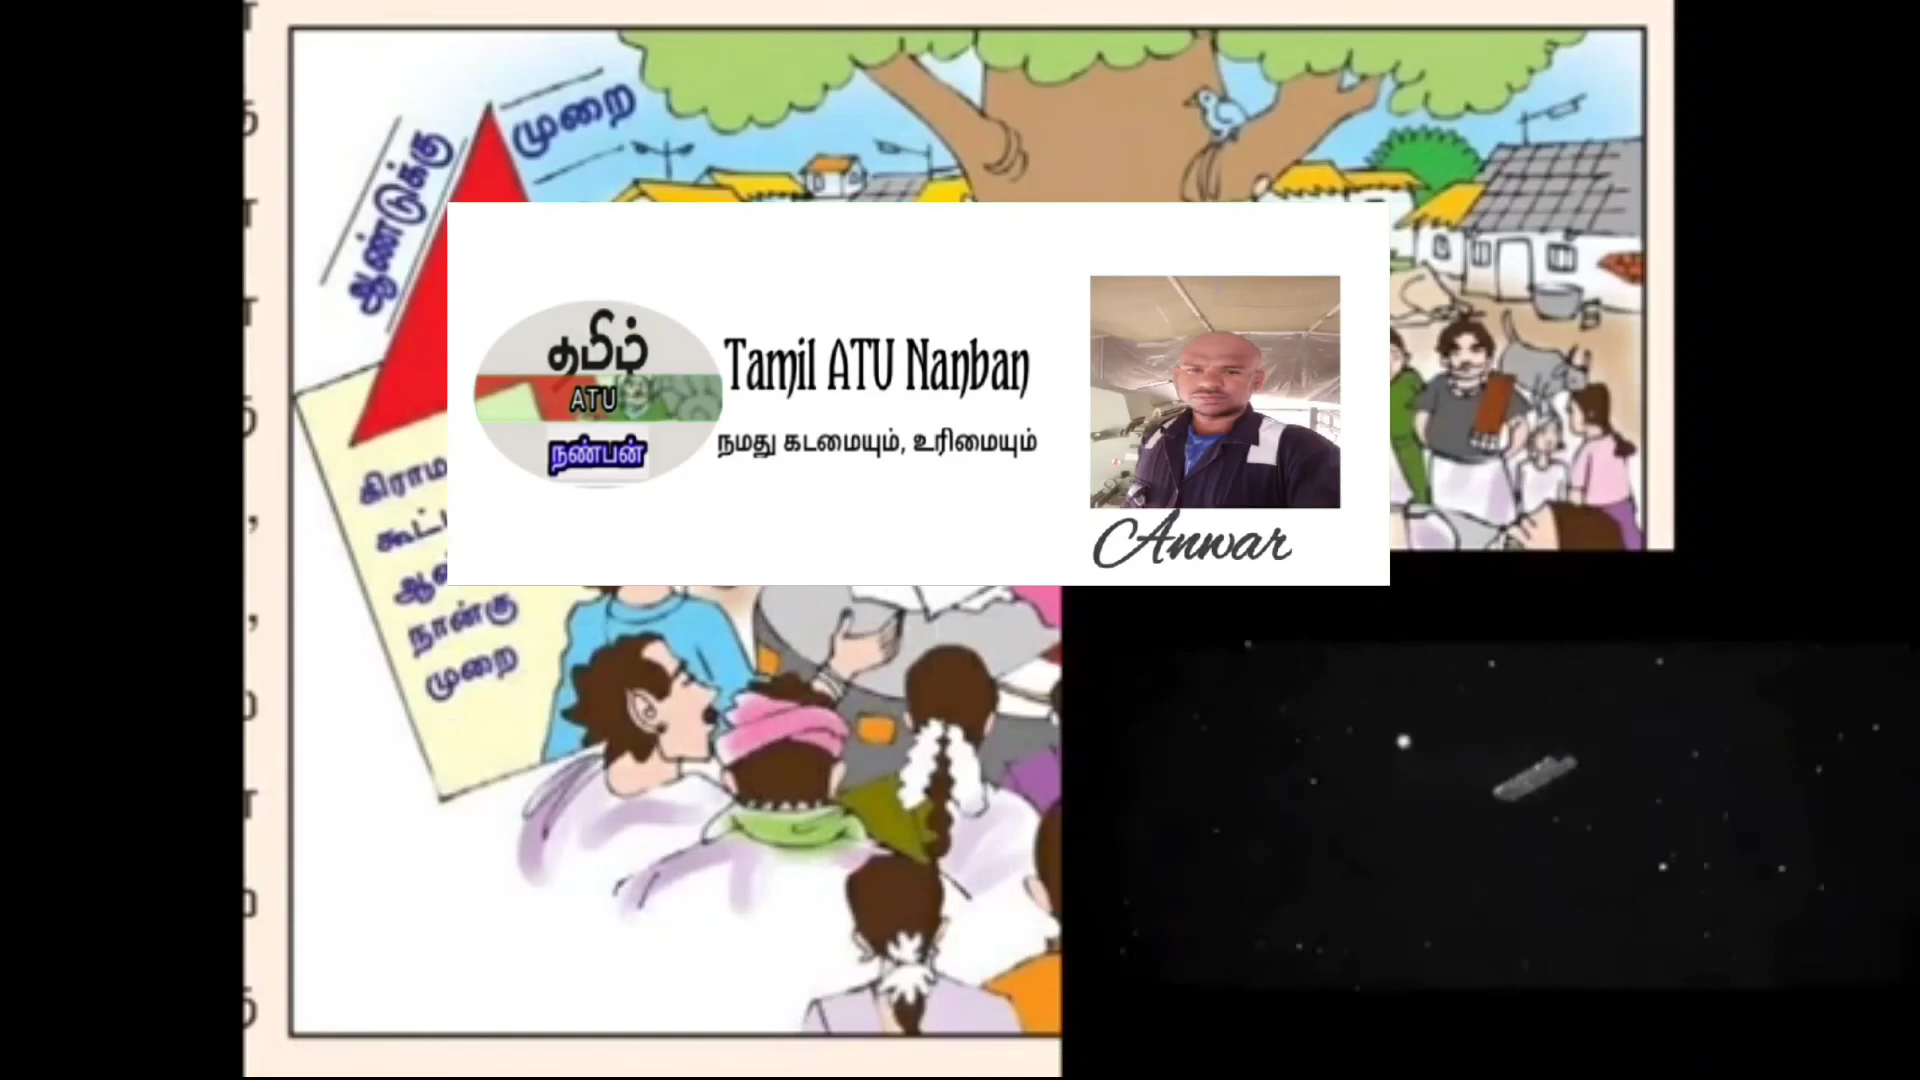 ஆண்டுக்கு
முறை
தமிழ்
ATU
நண்பன்
Tamil ATU Nanban
நமது கடமையும், உரிமையும்
Anwar
கிராம
நான்கு
முறை